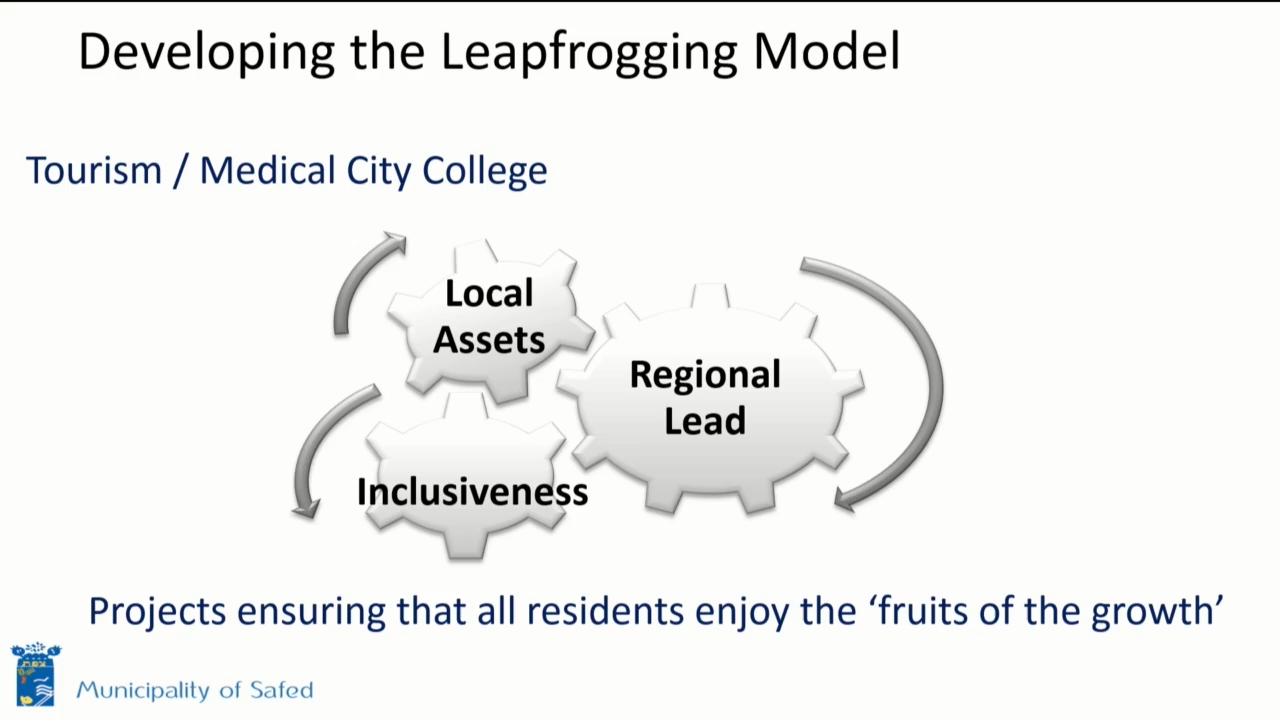 Developing the Leapfrogging Model
Tourism / Medical City College
Local
Assets
Regional
Lead
Inclusiveness
Projects ensuring that all residents enjoy the ‘fruits of the growth’
Municipality of Safed